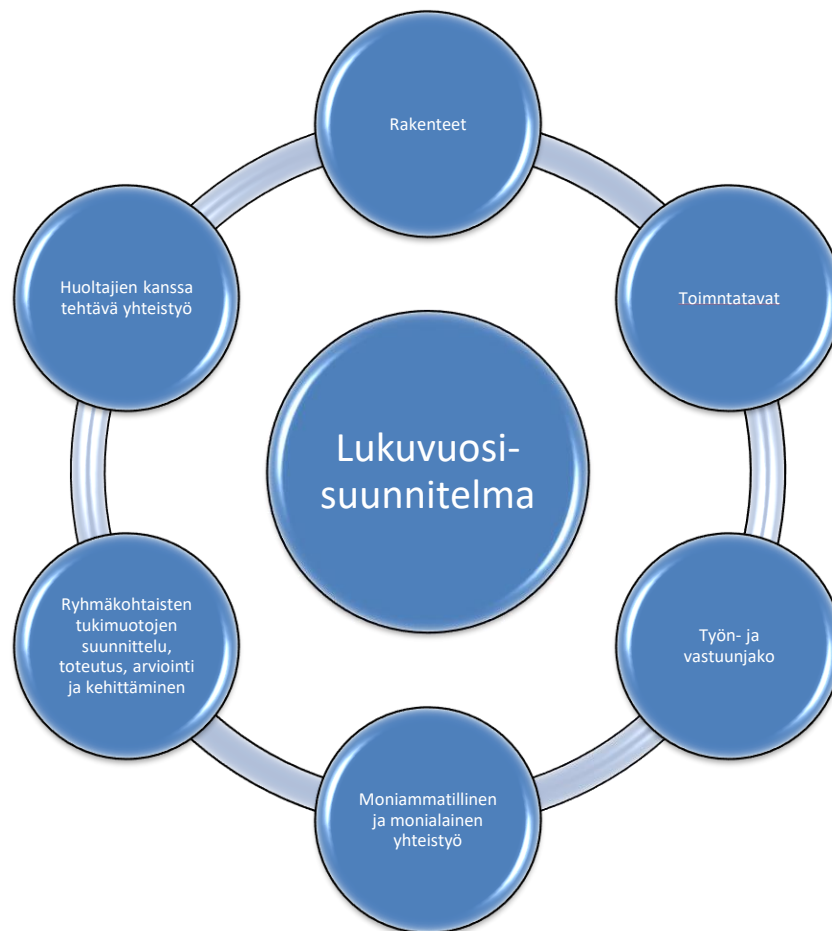 Rakenteet
Toimntatavat
Työn- ja
vastuunjako
Moniammatillinen
ja monialainen
yhteistyö
Ryhmäkohtaisten
tukimuotojen
suunnittelu,
toteutus, arviointi
ja kehittäminen
Huoltajien kanssa
tehtävä yhteistyö
Lukuvuosi-
suunnitelma